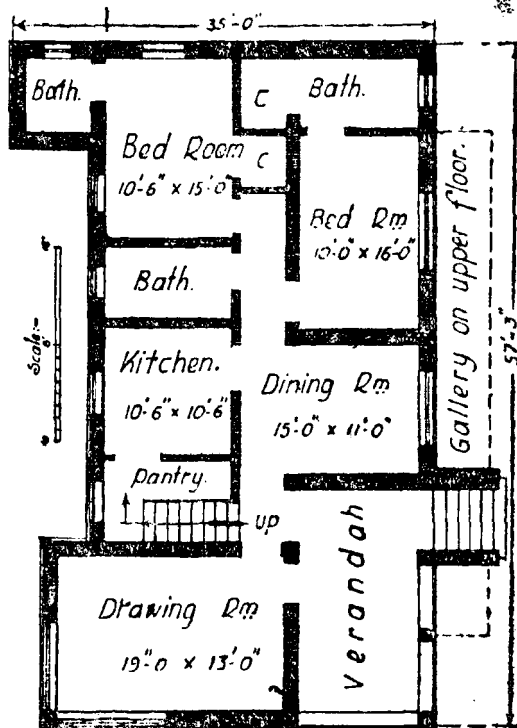 35'-0"
Bath.
C
Bath.
Bed Room
10'-6" × 15'-0"
C
Bed Rm
10'-0" × 16'-0"
Bath.
Scale:-
Kitchen.
10'-6" × 10'-6"
Dining Rm
15'-0" × 11'-0"
Pantry.
UP
Drawing Rm
19"-0 × 13'-0"
Verandah
Gallery on upper floor.
57'-3"